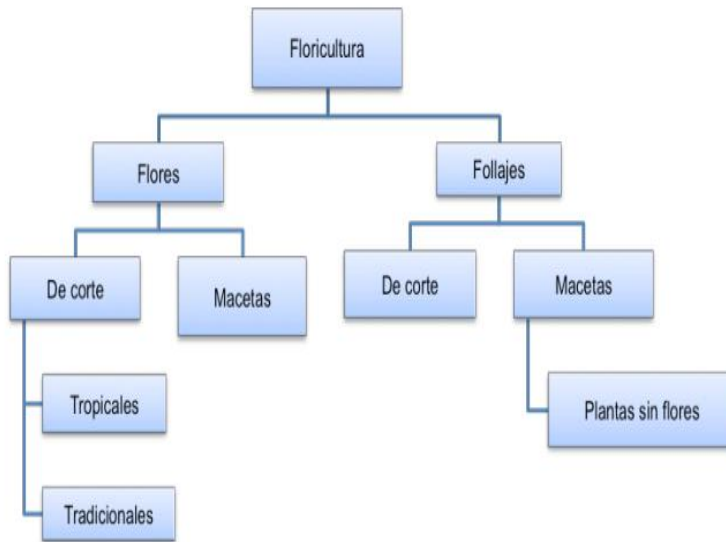 Floricultura
Flores
Follajes
De corte
Macetas
De corte
Macetas
Tropicales
Plantas sin flores
Tradicionales